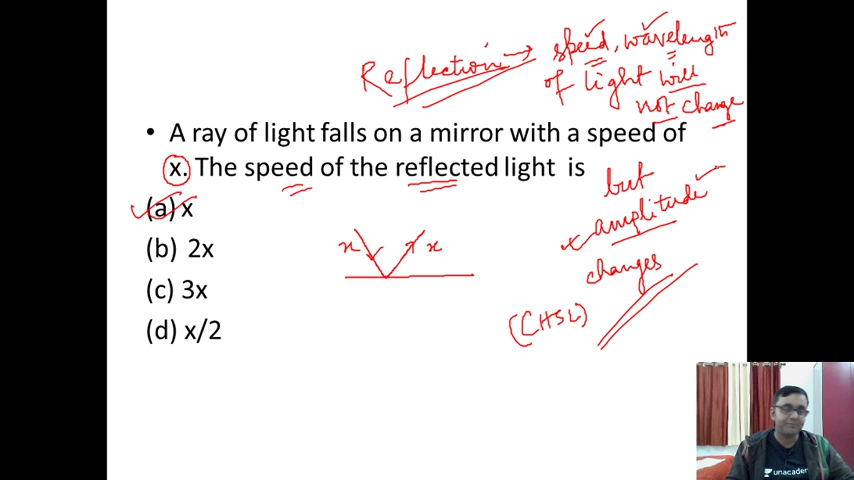 Reflection → speed, wavelength
of light will
not change
• A ray of light falls on a mirror with a speed of
x. The speed of the reflected light is
but
amplitude
changes
(a) x
(b) 2x
(c) 3x
(d) x/2
x x
(CHSL)
unacademy